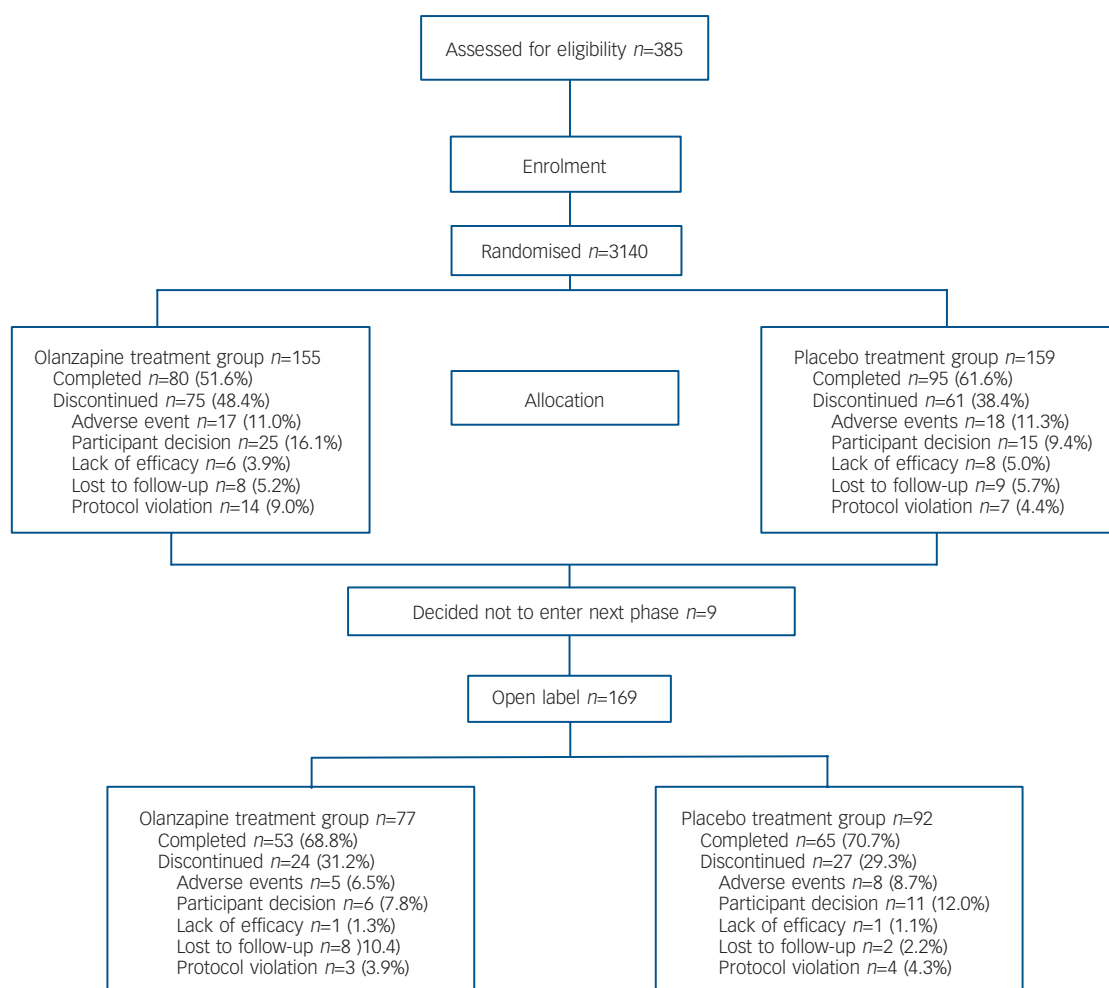 Assessed for eligibility n=385
Enrolment
Randomised n=3140
Olanzapine treatment group n=155
Completed n=80 (51.6%)
Discontinued n=75 (48.4%)
Adverse event n=17 (11.0%)
Participant decision n=25 (16.1%)
Lack of efficacy n=6 (3.9%)
Lost to follow-up n=8 (5.2%)
Protocol violation n=14 (9.0%)
Allocation
Placebo treatment group n=159
Completed n=95 (61.6%)
Discontinued n=61 (38.4%)
Adverse events n=18 (11.3%)
Participant decision n=15 (9.4%)
Lack of efficacy n=8 (5.0%)
Lost to follow-up n=9 (5.7%)
Protocol violation n=7 (4.4%)
Decided not to enter next phase n=9
Open label n=169
Olanzapine treatment group n=77
Completed n=53 (68.8%)
Discontinued n=24 (31.2%)
Adverse events n=5 (6.5%)
Participant decision n=6 (7.8%)
Lack of efficacy n=1 (1.3%)
Lost to follow-up n=8 )10.4)
Protocol violation n=3 (3.9%)
Placebo treatment group n=92
Completed n=65 (70.7%)
Discontinued n=27 (29.3%)
Adverse events n=8 (8.7%)
Participant decision n=11 (12.0%)
Lack of efficacy n=1 (1.1%)
Lost to follow-up n=2 (2.2%)
Protocol violation n=4 (4.3%)